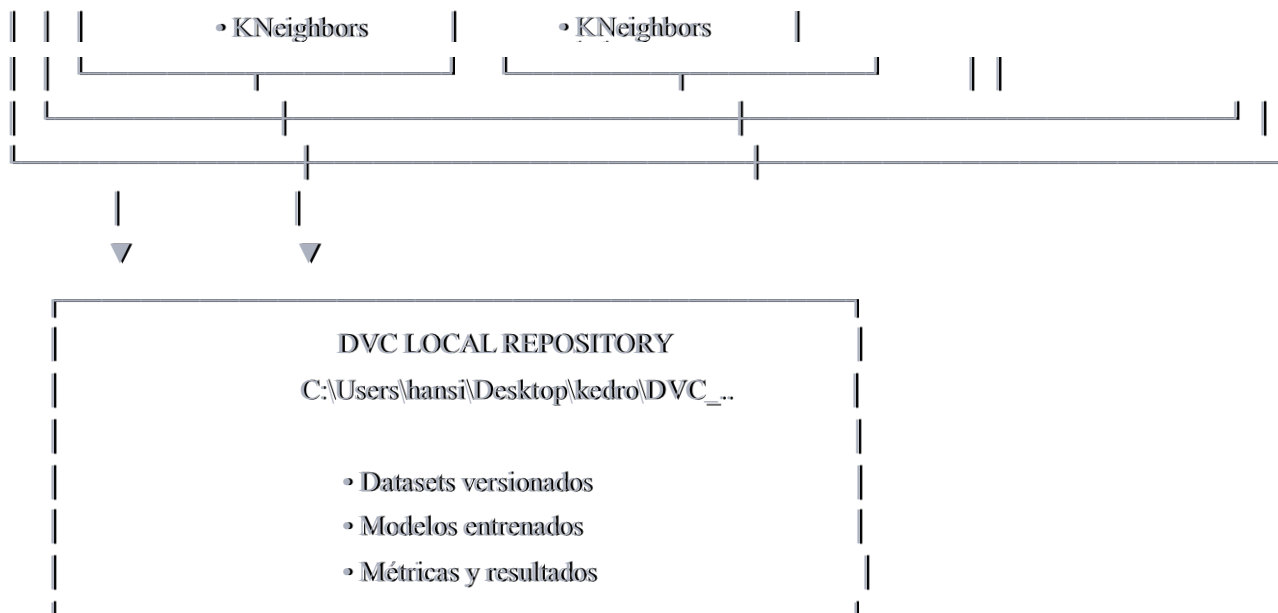 • KNeighbors • KNeighbors
DVC LOCAL REPOSITORY
C:\Users\hansi\Desktop\kedro\DVC_..
• Datasets versionados
• Modelos entrenados
• Métricas y resultados